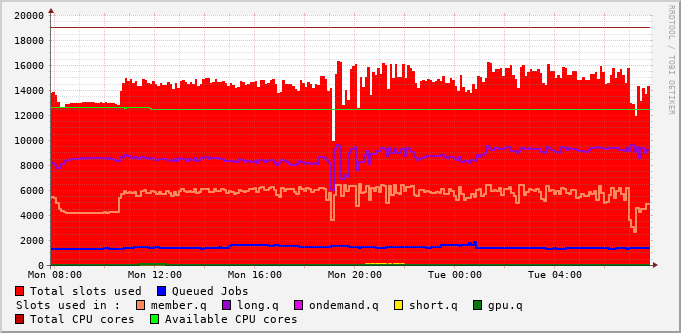 20000
18000
16000
14000
12000
10000
8000
6000
4000
2000
0
Mon 08:00 Mon 12:00 Mon 16:00 Mon 20:00 Tue 00:00 Tue 04:00
Total slots used Queued Jobs
Slots used in : member.q long.q ondemand.q short.q gpu.q
Total CPU cores Available CPU cores
RRDTOOL / TOBI OETIKER